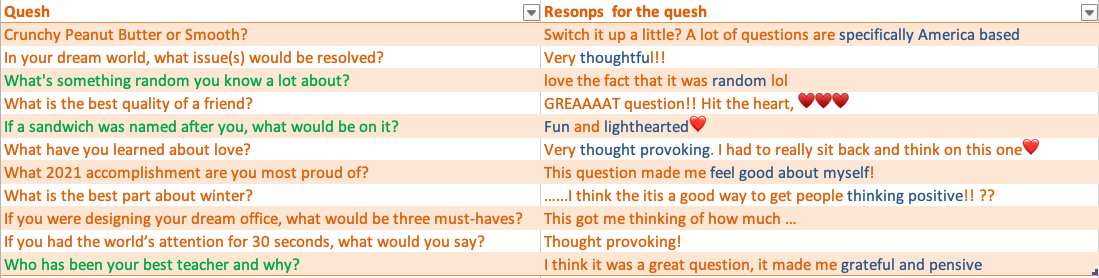 Quesh Resonps for the quesh
Crunchy Peanut Butter or Smooth? Switch it up a little? A lot of questions are specifically America based
In your dream world, what issue(s) would be resolved? Very thoughtful!!
What's something random you know a lot about? love the fact that it was random lol
What is the best quality of a friend? GREAAAAT question!! Hit the heart, ♥♥♥
If a sandwich was named after you, what would be on it? Fun and lighthearted❤
What have you learned about love? Very thought provoking. I had to really sit back and think on this one❤
What 2021 accomplishment are you most proud of? This question made me feel good about myself!
What is the best part about winter? ......I think the itis a good way to get people thinking positive!! ??
If you were designing your dream office, what would be three must-haves? This got me thinking of how much ...
If you had the world’s attention for 30 seconds, what would you say? Thought provoking!
Who has been your best teacher and why? I think it was a great question, it made me grateful and pensive